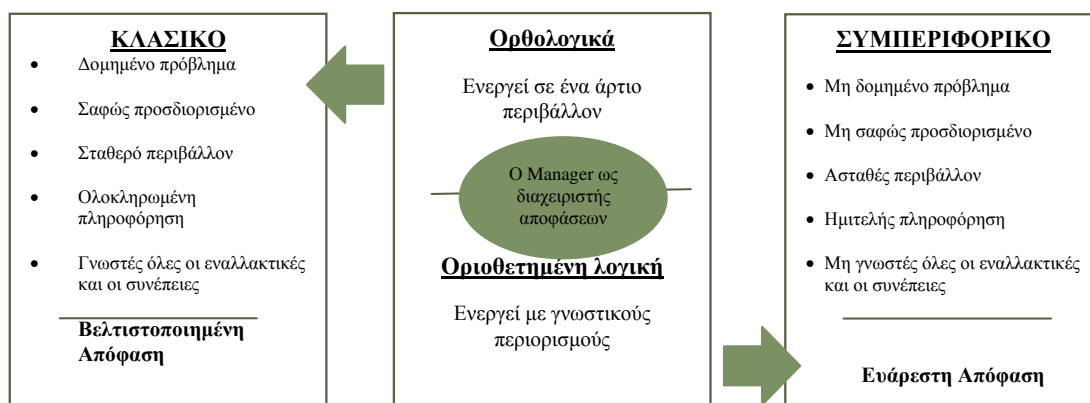 ΚΛΑΣΙΚΟ
• Δομημένο πρόβλημα
• Σαφώς προσδιορισμένο
• Σταθερό περιβάλλον
• Ολοκληρωμένη
πληροφόρηση
• Γνωστές όλες οι εναλλακτικές
και οι συνέπειες
Βελτιστοποιημένη
Απόφαση
Ορθολογικά
Ενεργεί σε ένα άρτιο
περιβάλλον
Ο Manager ως
διαχειριστής
αποφάσεων
Οριοθετημένη λογική
Ενεργεί με γνωστικούς
περιορισμούς
ΣΥΜΠΕΡΙΦΟΡΙΚΟ
• Μη δομημένο πρόβλημα
• Μη σαφώς προσδιορισμένο
• Ασταθές περιβάλλον
• Ημιτελής πληροφόρηση
• Μη γνωστές όλες οι εναλλακτικές
και οι συνέπειες
Ευάρεστη Απόφαση